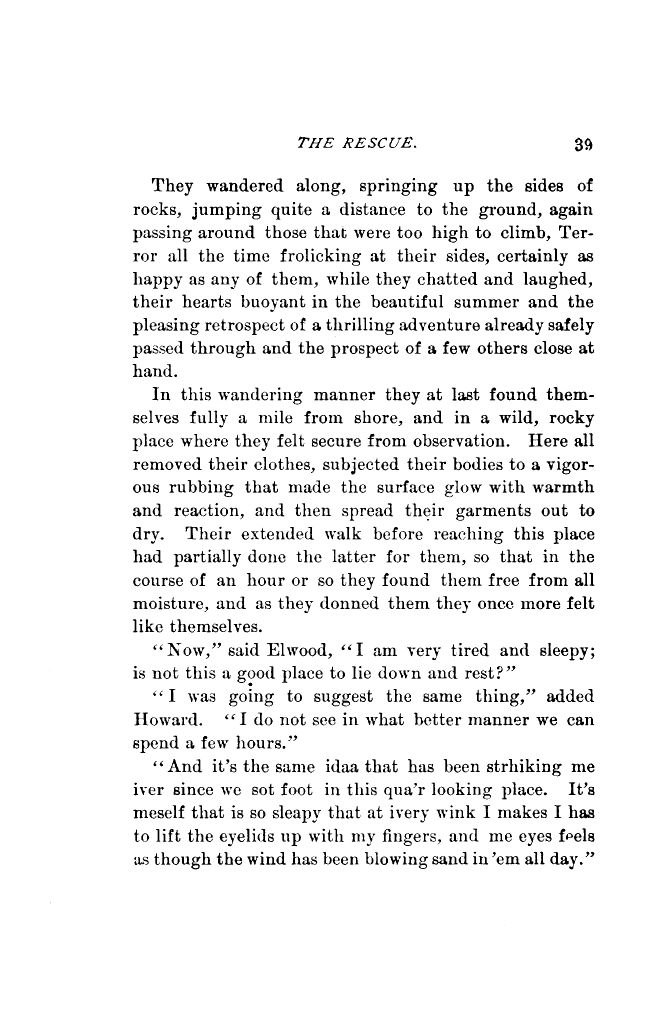 THE RESCUE. 39
They wandered along, springing up the sides of
rocks, jumping quite a distance to the ground, again
passing around those that were too high to climb, Ter-
ror all the time frolicking at their sides, certainly as
happy as any of them, while they chatted and laughed,
their hearts buoyant in the beautiful summer and the
pleasing retrospect of a thrilling adventure already safely
passed through and the prospect of a few others close at
hand.
In this wandering manner they at last found them-
selves fully a mile from shore, and in a wild, rocky
place where they felt secure from observation. Here all
removed their clothes, subjected their bodies to a vigor-
ous rubbing that made the surface glow with warmth
and reaction, and then spread their garments out to
dry. Their extended walk before reaching this place
had partially done the latter for them, so that in the
course of an hour or so they found them free from all
moisture, and as they donned them they once more felt
like themselves.
“Now,” said Elwood, “I am very tired and sleepy;
is not this a good place to lie down and rest?”
“I was going to suggest the same thing,” added
Howard. “I do not see in what better manner we can
spend a few hours.”
“And it's the same idaa that has been strhiking me
iver since we sot foot in this qua'r looking place. It's
meself that is so sleapy that at ivery wink I makes I has
to lift the eyelids up with my fingers, and me eyes feels
as though the wind has been blowing sand in 'em all day.”